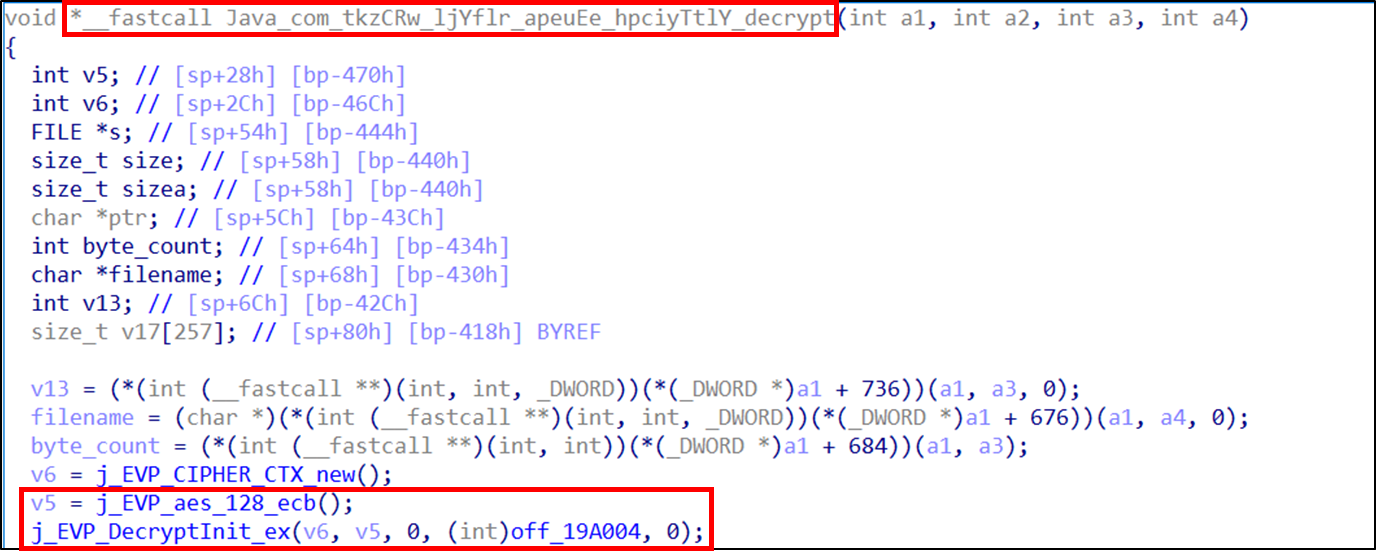 void *__fastcall Java_com_tkzCRw_ljYflr_apeuEe_hpciyTtlY_decrypt(int a1, int a2, int a3, int a4)
{
int v5; // [sp+28h] [bp-470h]
int v6; // [sp+2Ch] [bp-46Ch]
FILE *s; // [sp+54h] [bp-444h]
size_t size; // [sp+58h] [bp-440h]
size_t sizea; // [sp+58h] [bp-440h]
char *ptr; // [sp+5Ch] [bp-43Ch]
int byte_count; // [sp+64h] [bp-434h]
char *filename; // [sp+68h] [bp-430h]
int v13; // [sp+6Ch] [bp-42Ch]
size_t v17[257]; // [sp+80h] [bp-418h] BYREF
v13 = (*(int (__fastcall **)(int, int, _DWORD))(*(_DWORD *)a1 + 736))(a1, a3, 0);
filename = (char *)(*(int (__fastcall **)(int, int, _DWORD))(*(_DWORD *)a1 + 676))(a1, a4, 0);
byte_count = (*(int (__fastcall **)(int, int))(*(_DWORD *)a1 + 684))(a1, a3);
v6 = j_EVP_CIPHER_CTX_new();
v5 = j_EVP_aes_128_ecb();
j_EVP_DecryptInit_ex(v6, v5, 0, (int)off_19A004, 0);